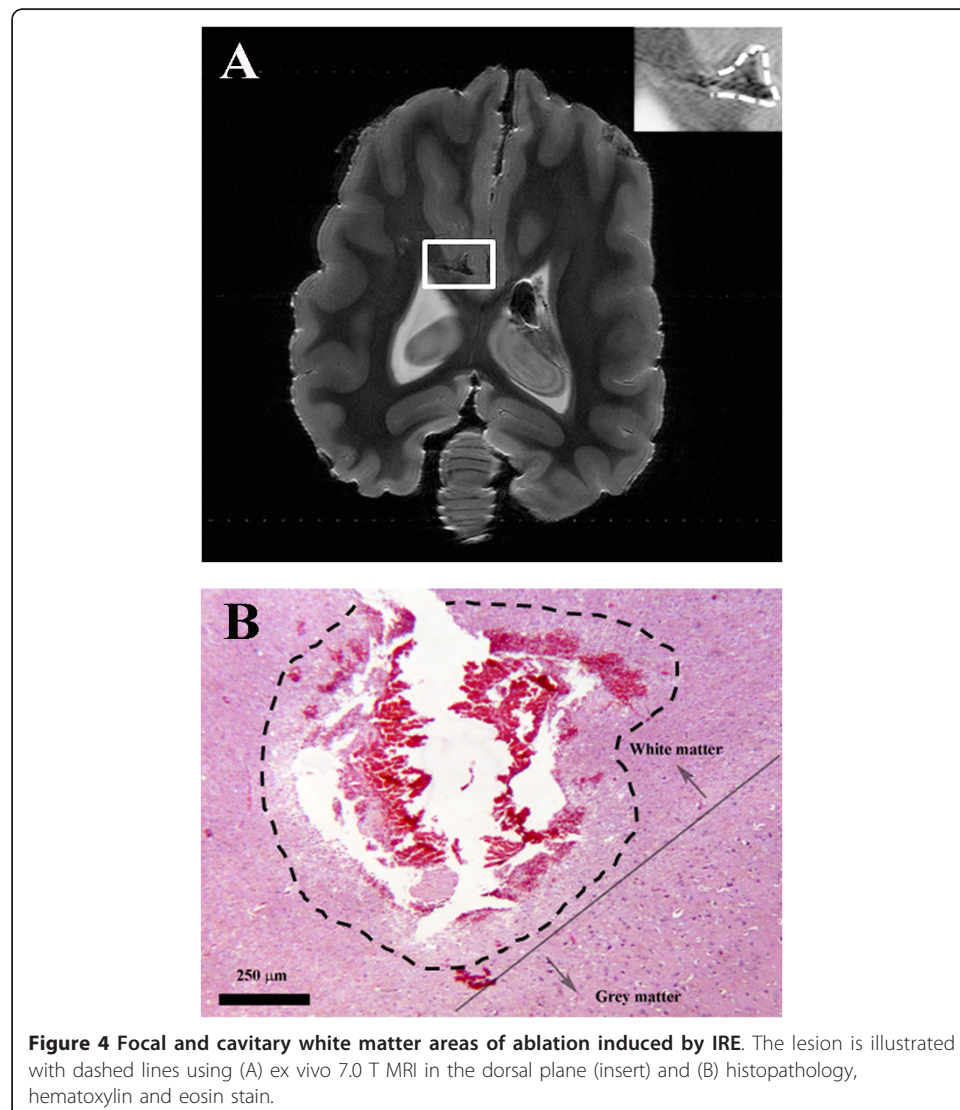 A
B
White matter
250 μm
Grey matter
Figure 4 Focal and cavitary white matter areas of ablation induced by IRE. The lesion is illustrated
with dashed lines using (A) ex vivo 7.0 T MRI in the dorsal plane (insert) and (B) histopathology,
hematoxylin and eosin stain.